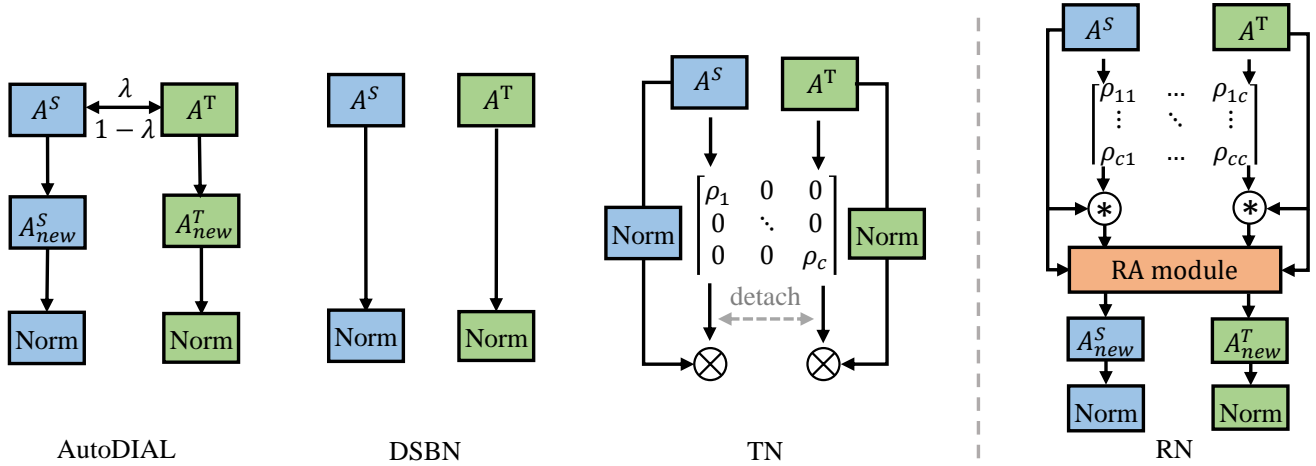 A^S λ A^T
1 − λ
A^S_new A^T_new
Norm Norm
AutoDIAL
A^S A^T
Norm Norm
DSBN
A^S A^T
ρ_1 0 0
Norm 0 ⋱ 0 Norm
0 0 ρ_c
detach
⊗ ⊗
TN
A^S A^T
ρ_11 … ρ_1c
⋮ ⋱ ⋮
ρ_c1 … ρ_cc
* *
RA module
A^S_new A^T_new
Norm Norm
RN